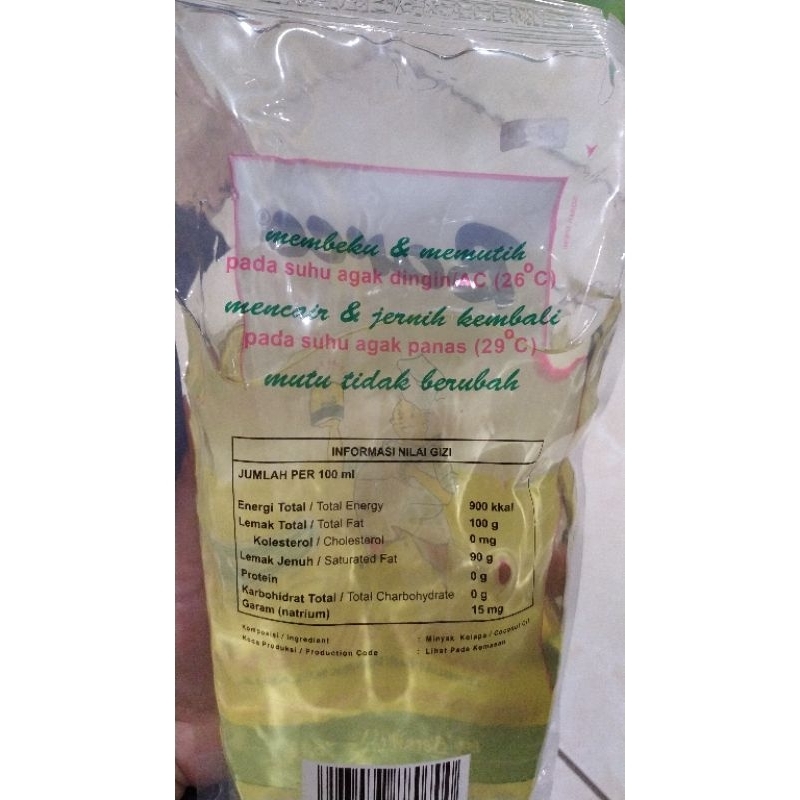 membeku & memutih
pada suhu agak dingin/AC (26°C)
mencair & jernih kembali
pada suhu agak panas (29°C)
mutu tidak berubah
INFORMASI NILAI GIZI
JUMLAH PER 100 ml
Energi Total / Total Energy 900 kkal
Lemak Total / Total Fat 100 g
Kolesterol / Cholesterol 0 mg
Lemak Jenuh / Saturated Fat 90 g
Protein 0 g
Karbohidrat Total / Total Charbohydrate 0 g
Garam (natrium) 15 mg
Komposisi / Ingrediant : Minyak Kelapa / Coconut Oil
Kode Produksi / Production Code : Lihat Pada Kemasan